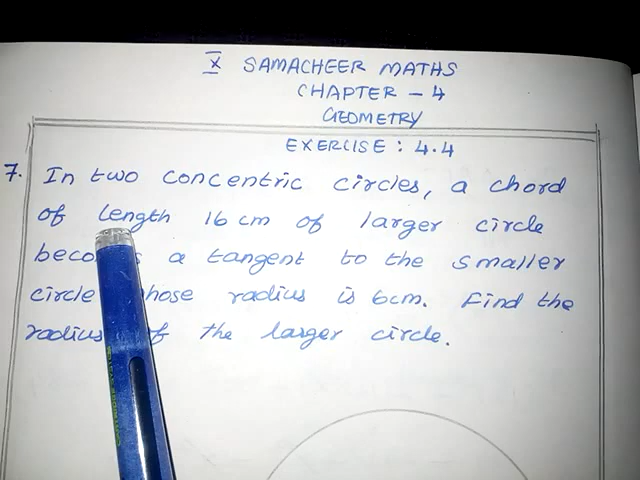 X SAMACHEER MATHS
CHAPTER - 4
GEOMETRY
EXERCISE : 4.4
7. In two concentric circles, a chord
of length 16 cm of larger circle
a tangent to the smaller
circle radius is 6cm. Find the
radius of the larger circle.